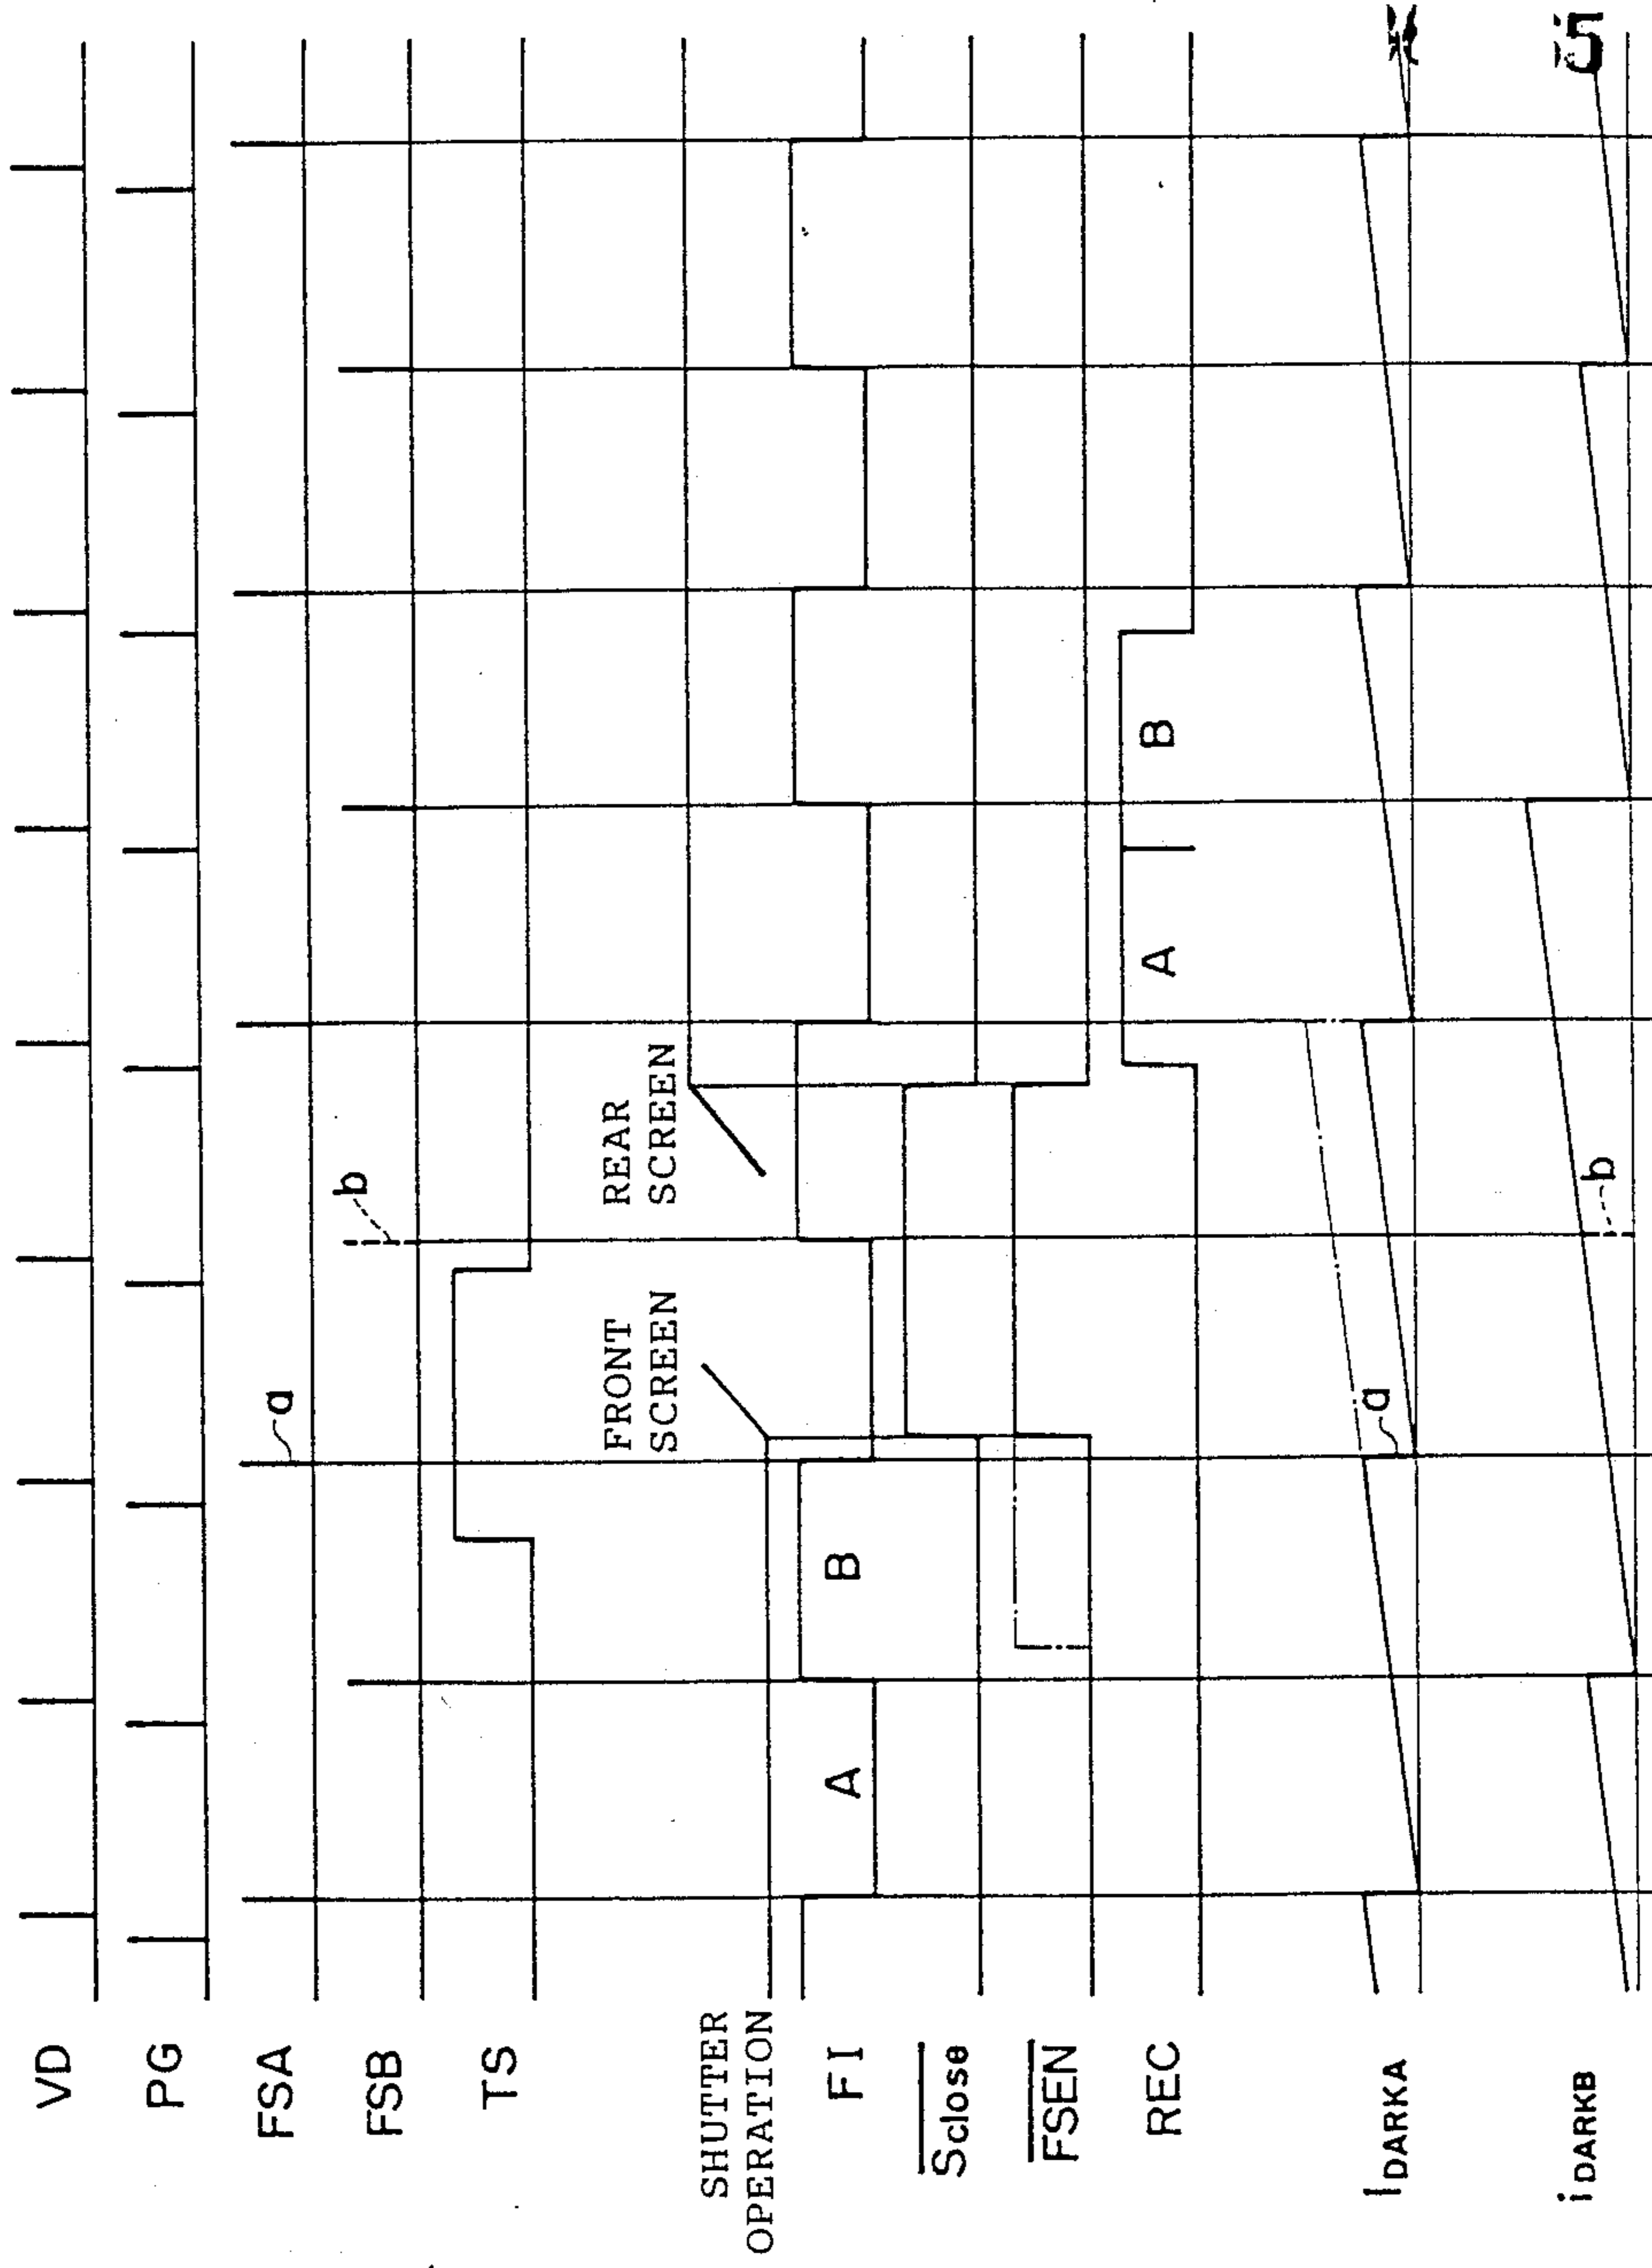 VD
PG
FSA
a
FSB
b
TS
SHUTTER
OPERATION
FRONT
SCREEN
REAR
SCREEN
FI
A
B
Sclose
FSEN
REC
A
B
IDARKA
a
iDARKB
b
5